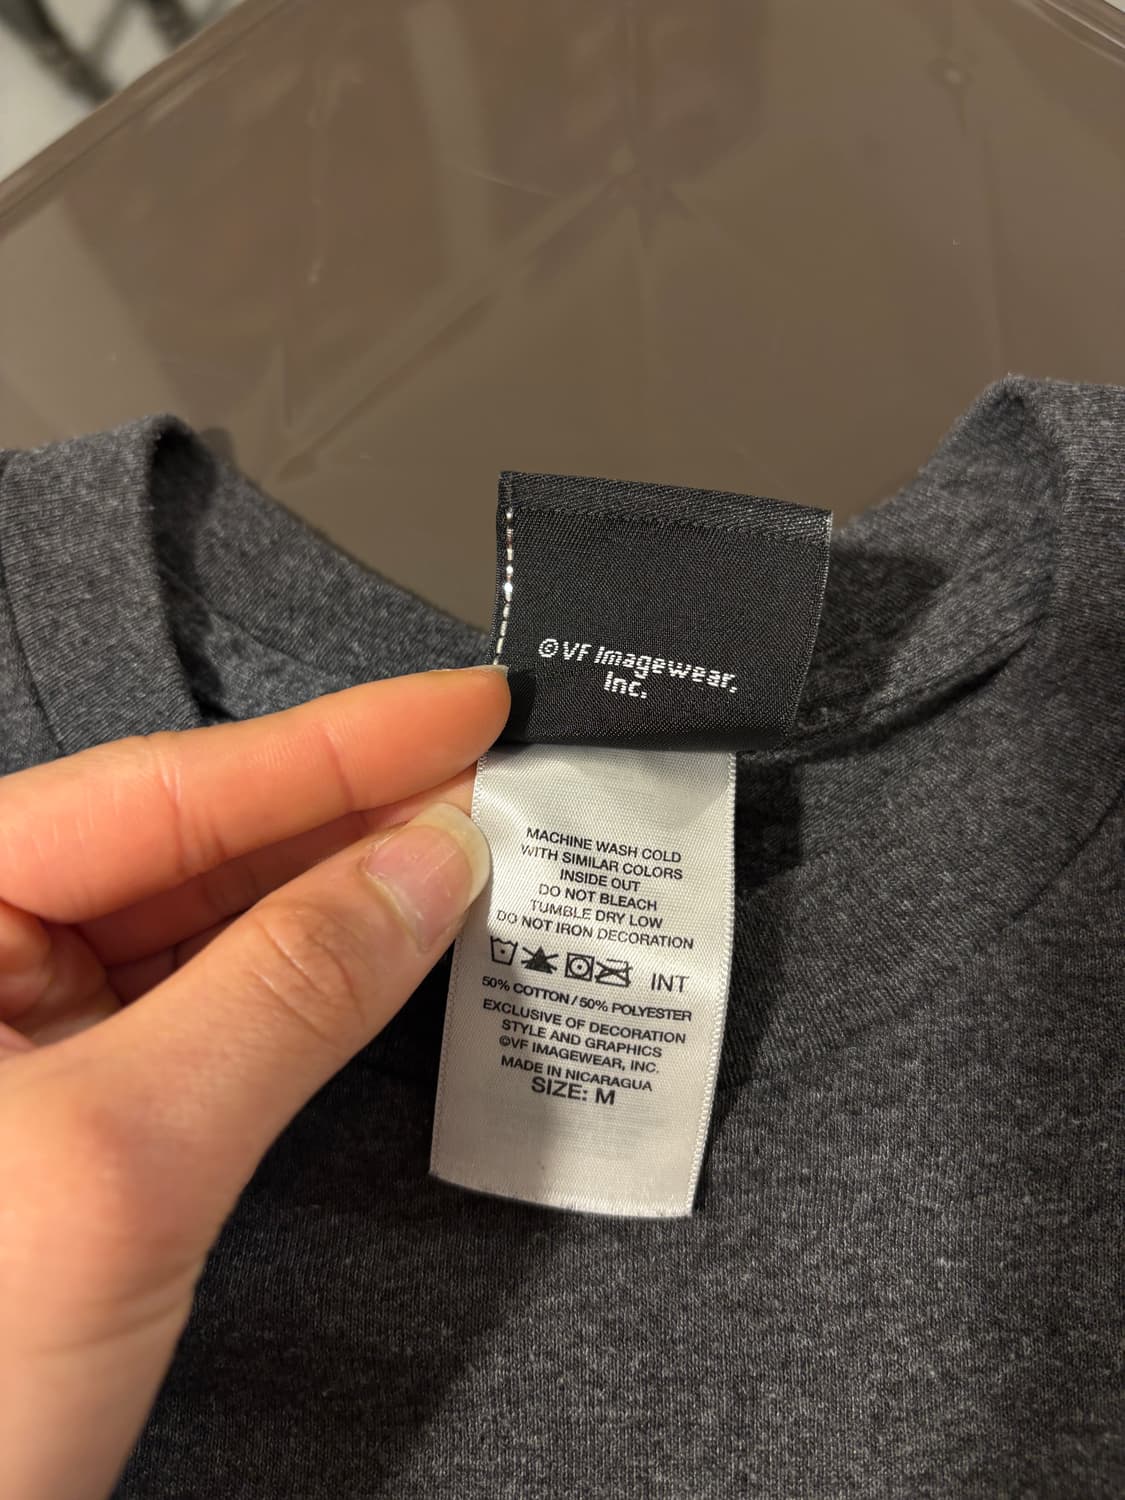 ©VF Imagewear,
Inc.
MACHINE WASH COLD
WITH SIMILAR COLORS
INSIDE OUT
DO NOT BLEACH
TUMBLE DRY LOW
DO NOT IRON DECORATION
INT
50% COTTON / 50% POLYESTER
EXCLUSIVE OF DECORATION
STYLE AND GRAPHICS
©VF IMAGEWEAR, INC.
MADE IN NICARAGUA
SIZE: M